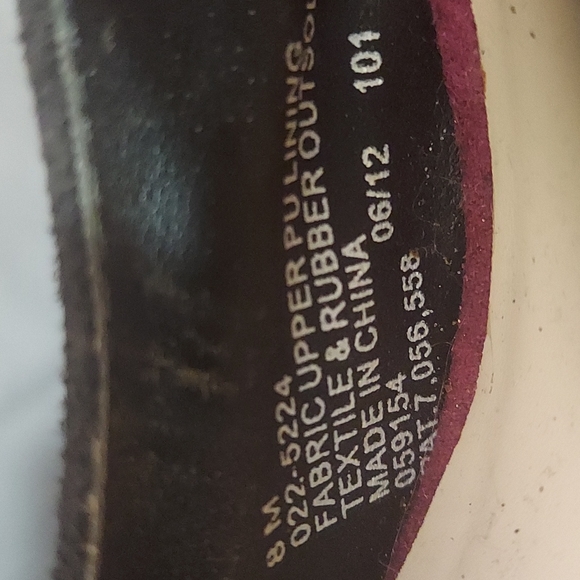 8 M
022-5224
FABRIC UPPER PU LINING
TEXTILE & RUBBER OUTSOL
MADE IN CHINA 06/12 101
059154
PAT.7,056,558